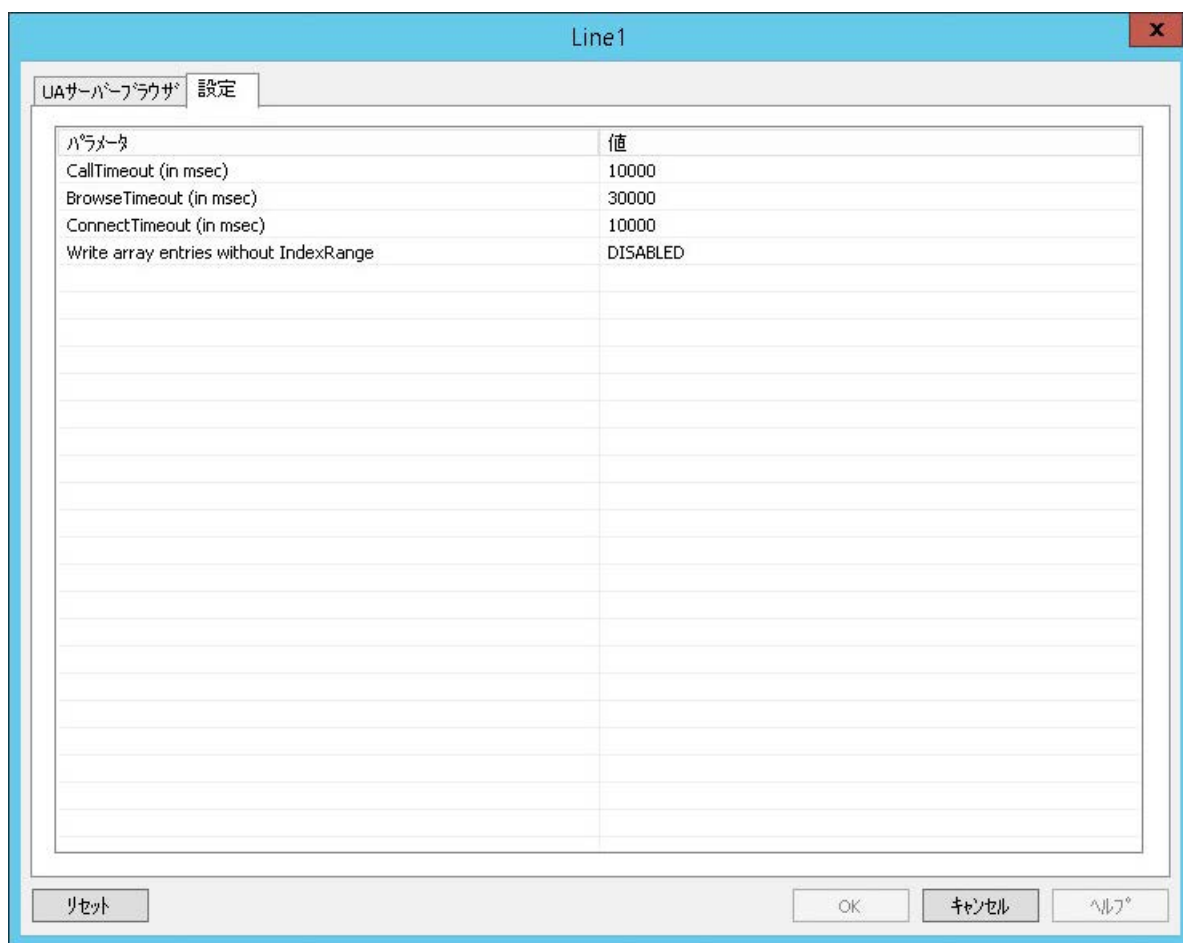 Line1
x
UAサーバーブラウザ 設定
パラメータ 値
CallTimeout (in msec) 10000
BrowseTimeout (in msec) 30000
ConnectTimeout (in msec) 10000
Write array entries without IndexRange DISABLED
リセット OK キャンセル ヘルプ